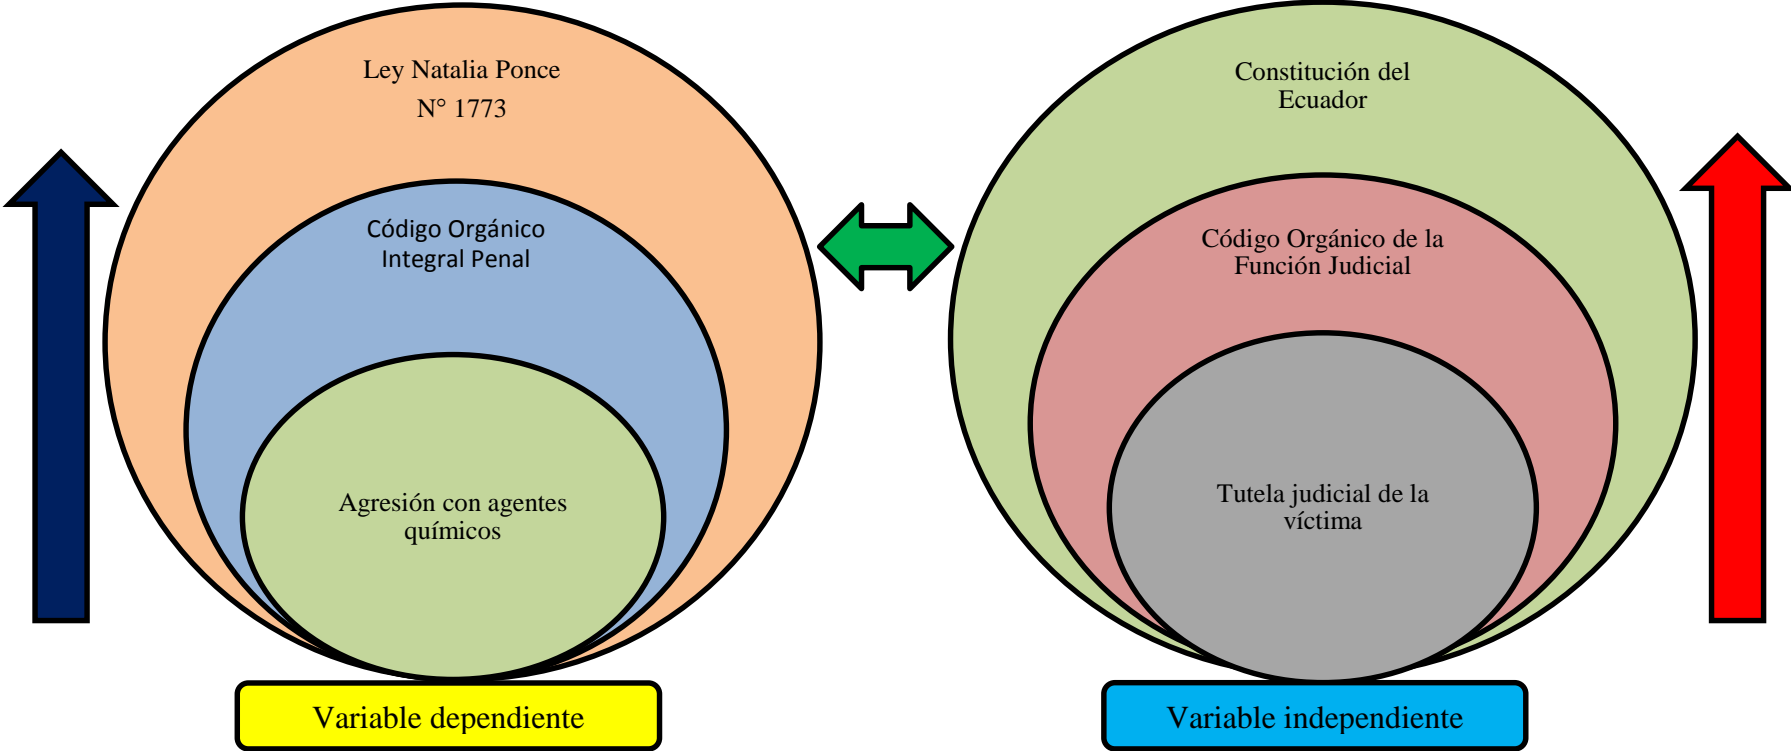 Ley Natalia Ponce
N° 1773
Código Orgánico
Integral Penal
Agresión con agentes
químicos
Variable dependiente
Constitución del
Ecuador
Código Orgánico de la
Función Judicial
Tutela judicial de la
víctima
Variable independiente